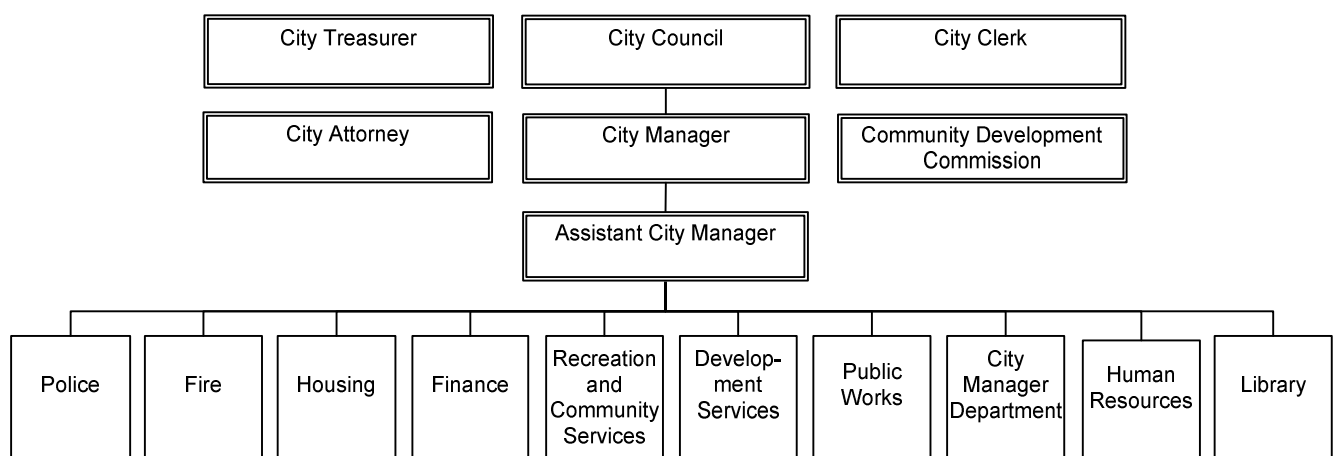 City Treasurer
City Council
City Clerk
City Attorney
City Manager
Community Development
Commission
Assistant City Manager
Police
Fire
Housing
Finance
Recreation
and
Community
Services
Develop-
ment
Services
Public
Works
City
Manager
Department
Human
Resources
Library